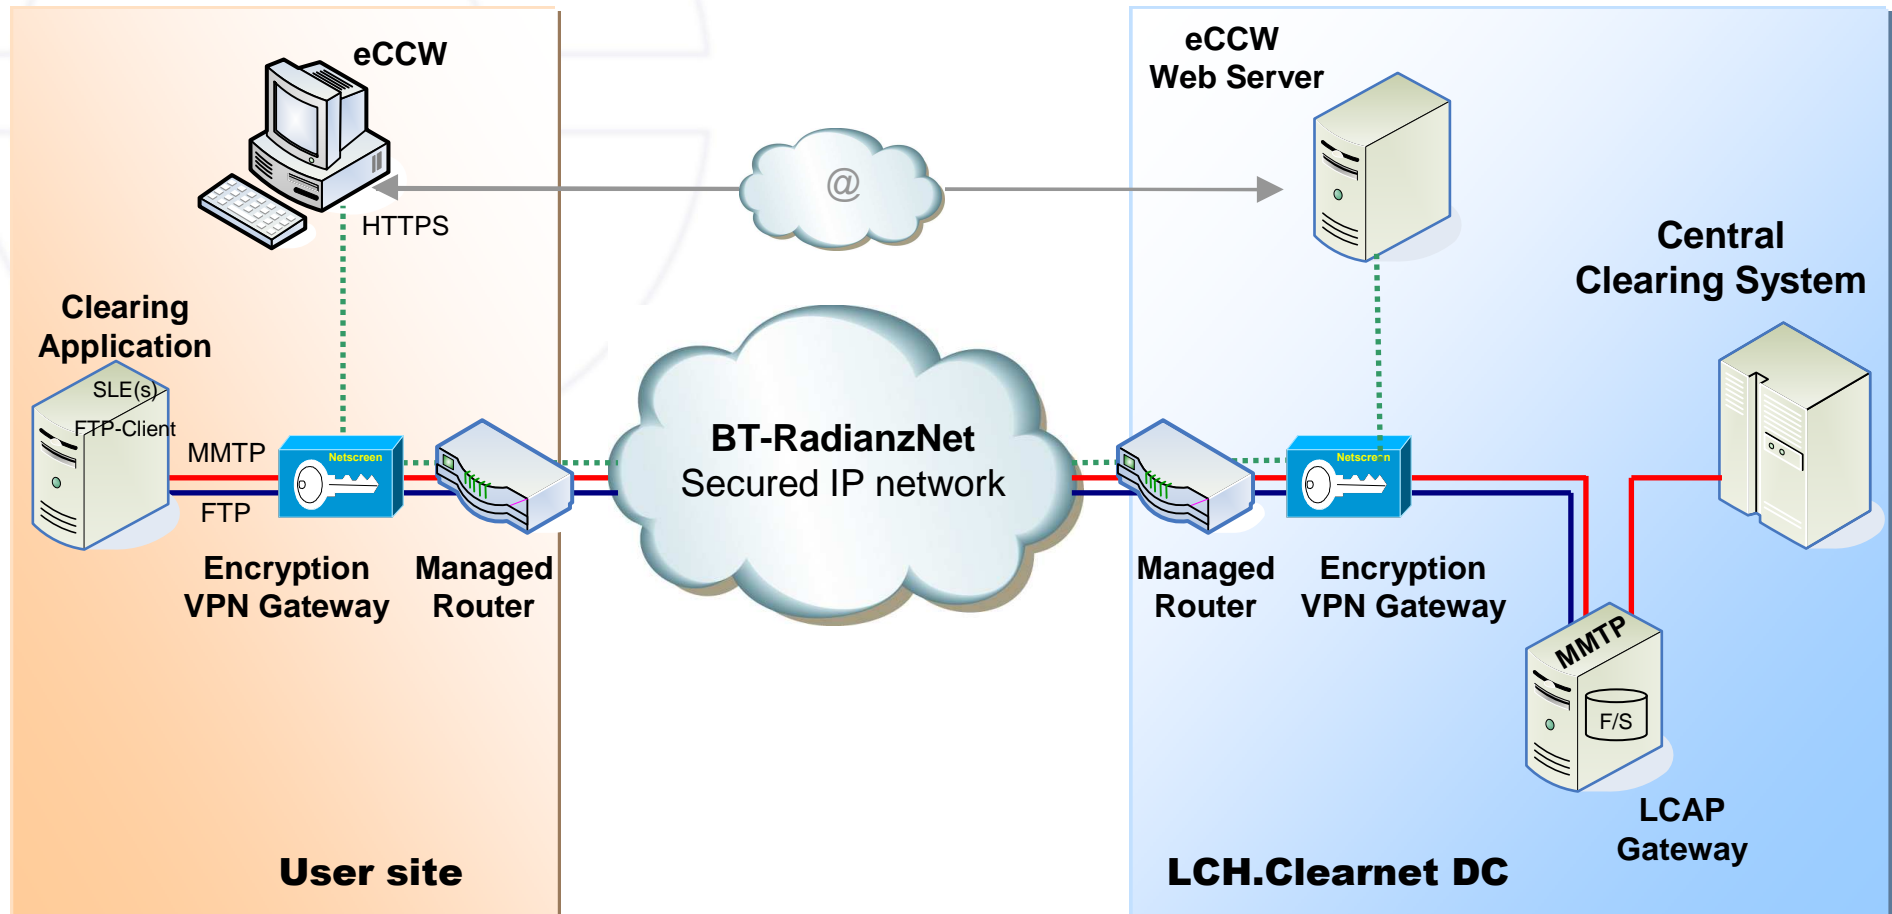 eCCW
eCCW
Web Server
@
HTTPS
Central
Clearing System
Clearing
Application
SLE(s)
FTP-Client
MMTP
FTP
Netscreen
BT-RadianzNet
Secured IP network
Netscreen
Encryption
VPN Gateway
Managed
Router
Managed
Router
Encryption
VPN Gateway
MMTP
F/S
LCAP
Gateway
User site
LCH.Clearnet DC